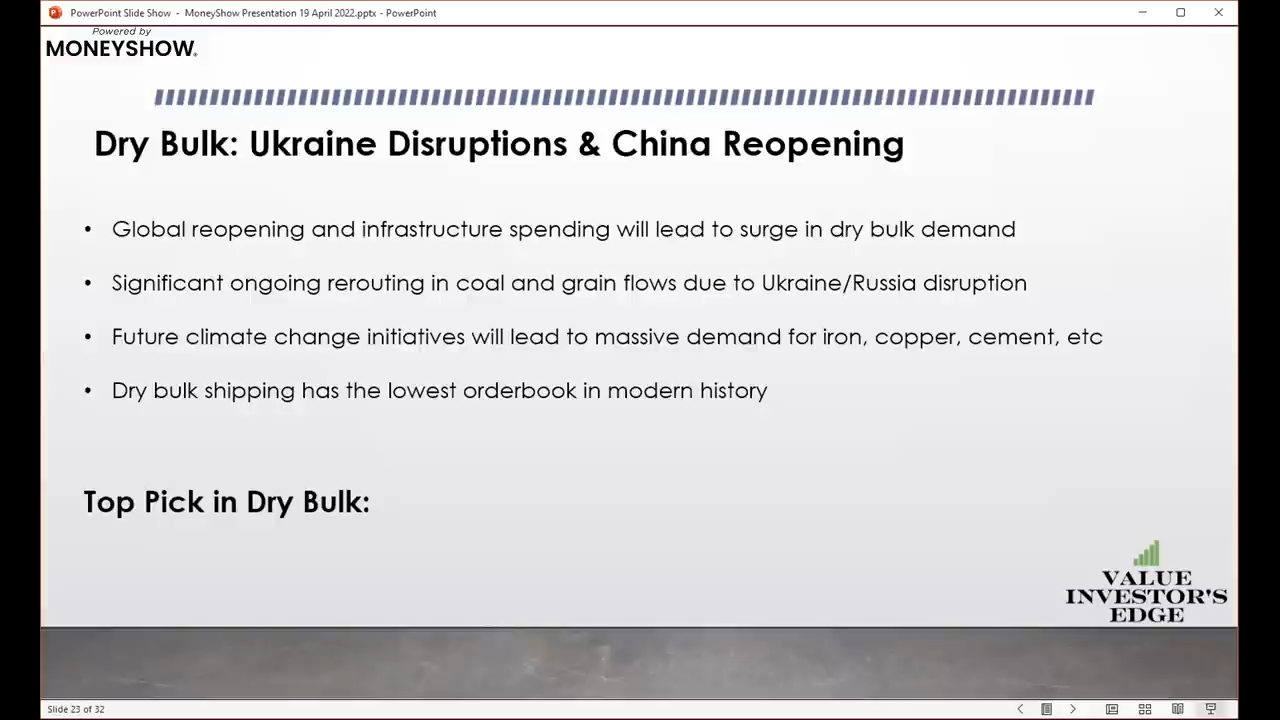 PowerPoint Slide Show - MoneyShow Presentation 19 April 2022.pptx - PowerPoint
Powered by
MONEYSHOW®
Dry Bulk: Ukraine Disruptions & China Reopening
• Global reopening and infrastructure spending will lead to surge in dry bulk demand
• Significant ongoing rerouting in coal and grain flows due to Ukraine/Russia disruption
• Future climate change initiatives will lead to massive demand for iron, copper, cement, etc
• Dry bulk shipping has the lowest orderbook in modern history
Top Pick in Dry Bulk:
VALUE
INVESTOR'S
EDGE
Slide 23 of 32